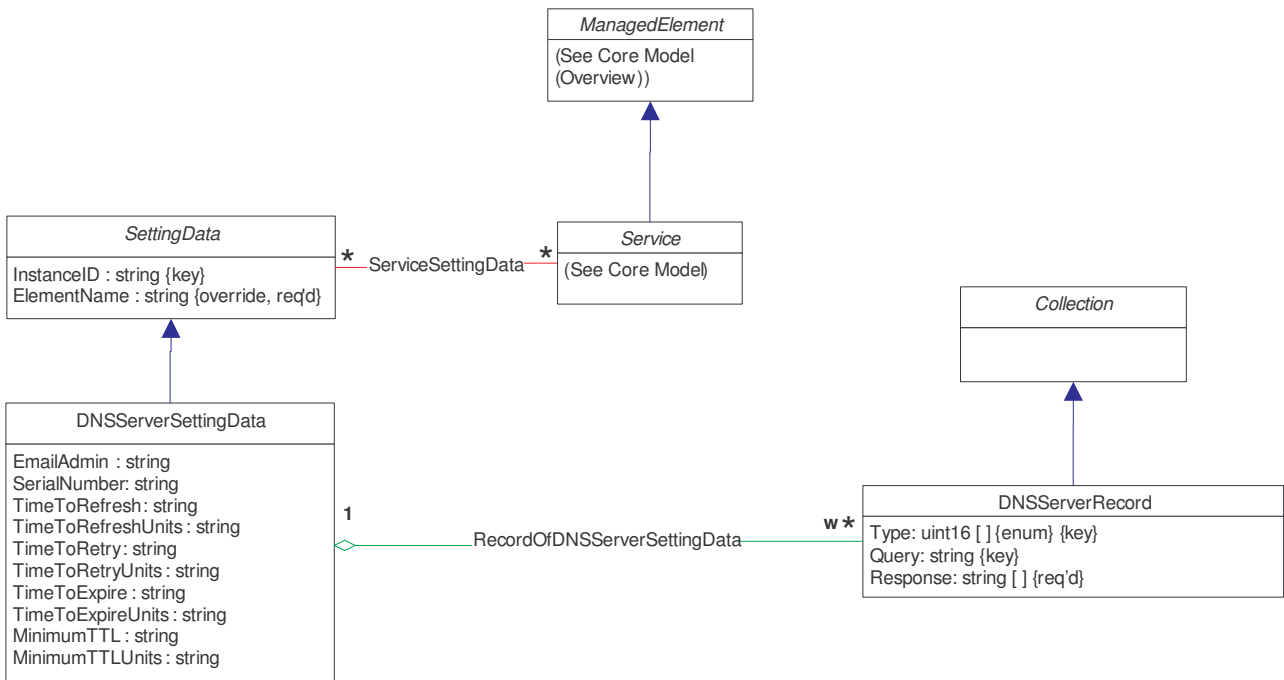 ManagedElement
(See Core Model
(Overview))
SettingData
InstanceID : string {key}
ElementName : string {override, req'd}
*
ServiceSettingData
*
Service
(See Core Model)
Collection
DNSServerSettingData
EmailAdmin : string
SerialNumber: string
TimeToRefresh: string
TimeToRefreshUnits : string
TimeToRetry: string
TimeToRetryUnits : string
TimeToExpire : string
TimeToExpireUnits : string
MinimumTTL : string
MinimumTTLUnits : string
1
RecordOfDNSServerSettingData
w *
DNSServerRecord
Type: uint16 [ ] {enum} {key}
Query: string {key}
Response: string [ ] {req'd}